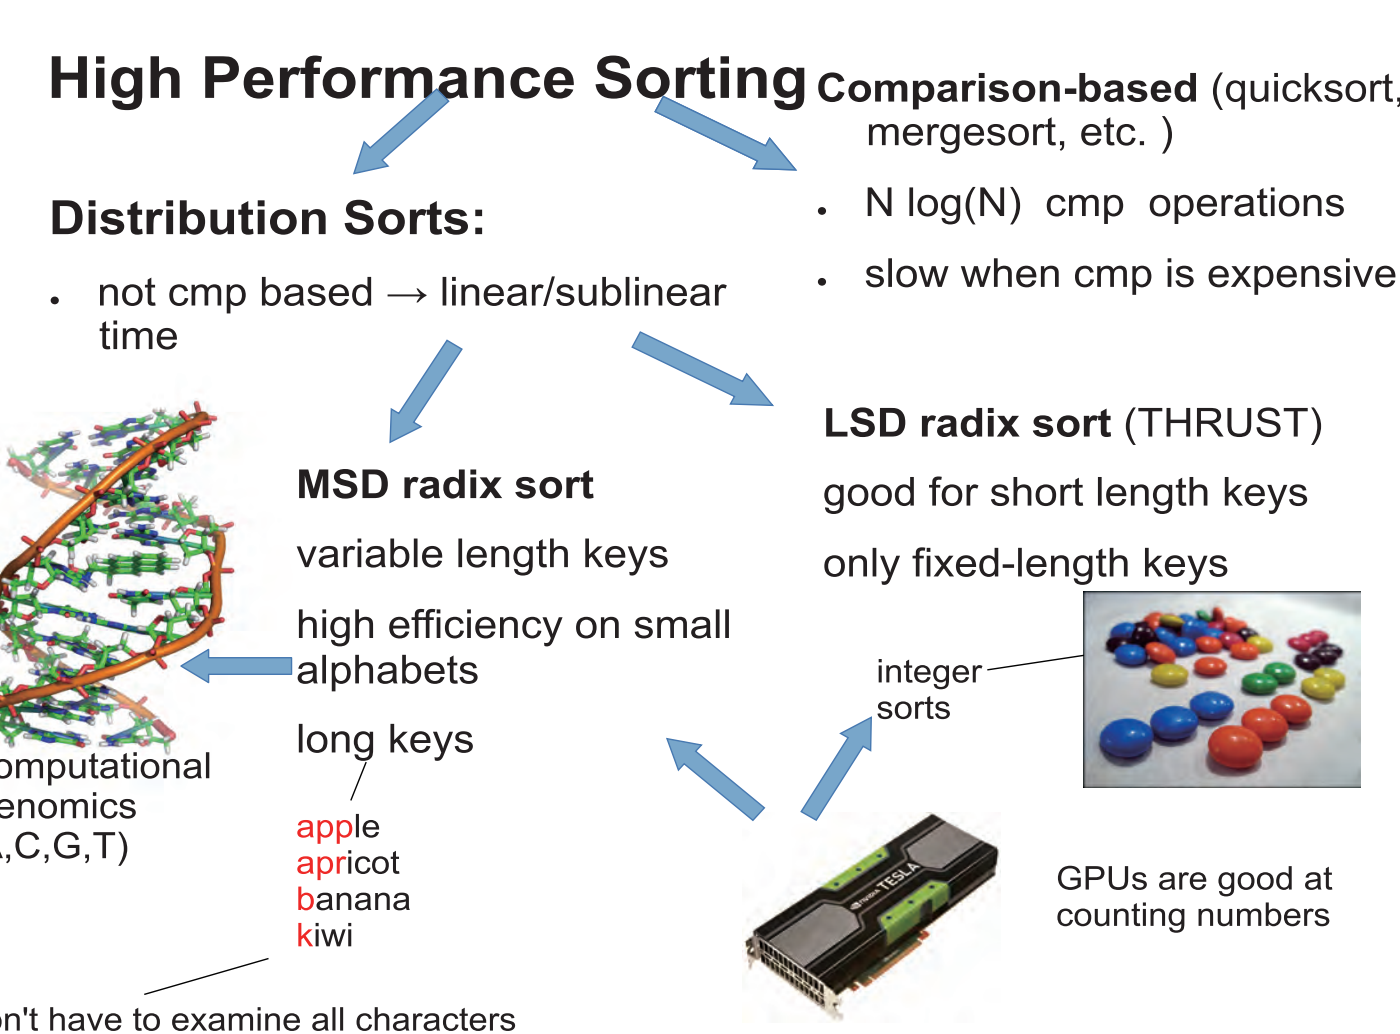 High Performance Sorting
Comparison-based (quicksort,
mergesort, etc. )
• N log(N) cmp operations
• slow when cmp is expensive
Distribution Sorts:
• not cmp based → linear/sublinear
time
MSD radix sort
variable length keys
high efficiency on small
alphabets
long keys
apple
apricot
banana
kiwi
LSD radix sort (THRUST)
good for short length keys
only fixed-length keys
integer
sorts
omputational
enomics
,C,G,T)
NVIDIA TESLA
GPUs are good at
counting numbers
on't have to examine all characters